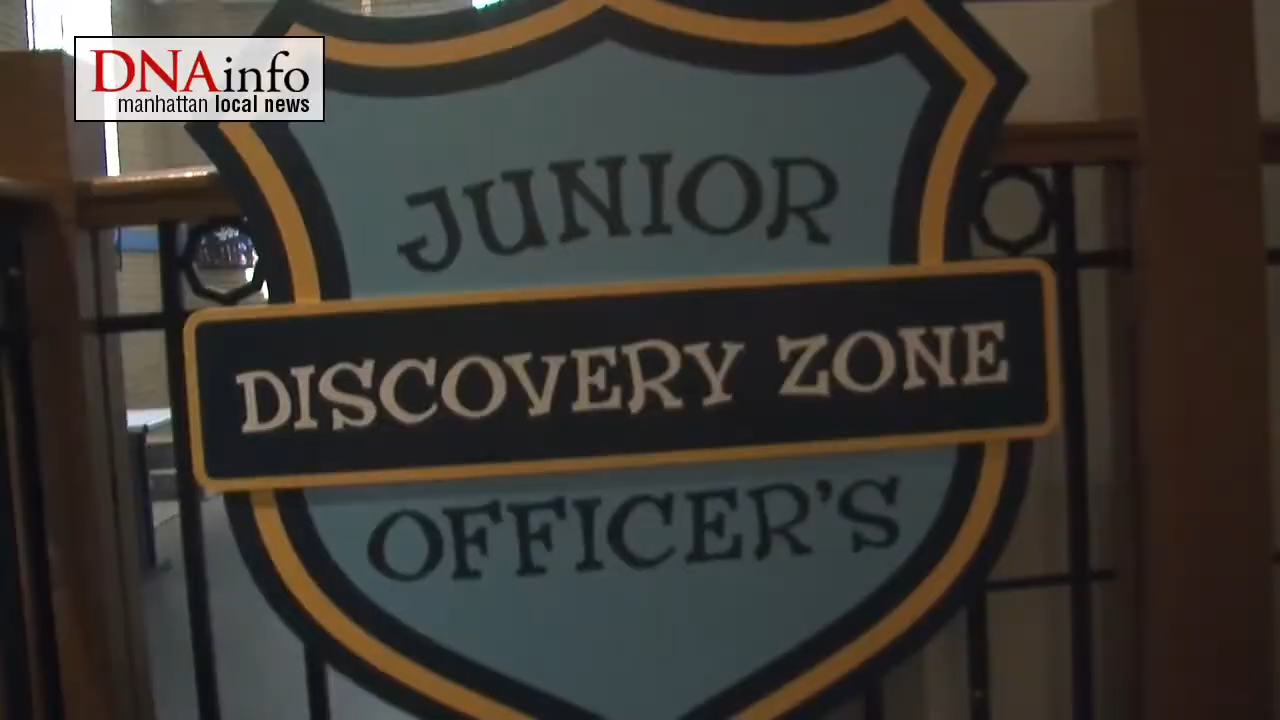 DNAinfo
manhattan local news
JUNIOR
DISCOVERY ZONE
OFFICER'S